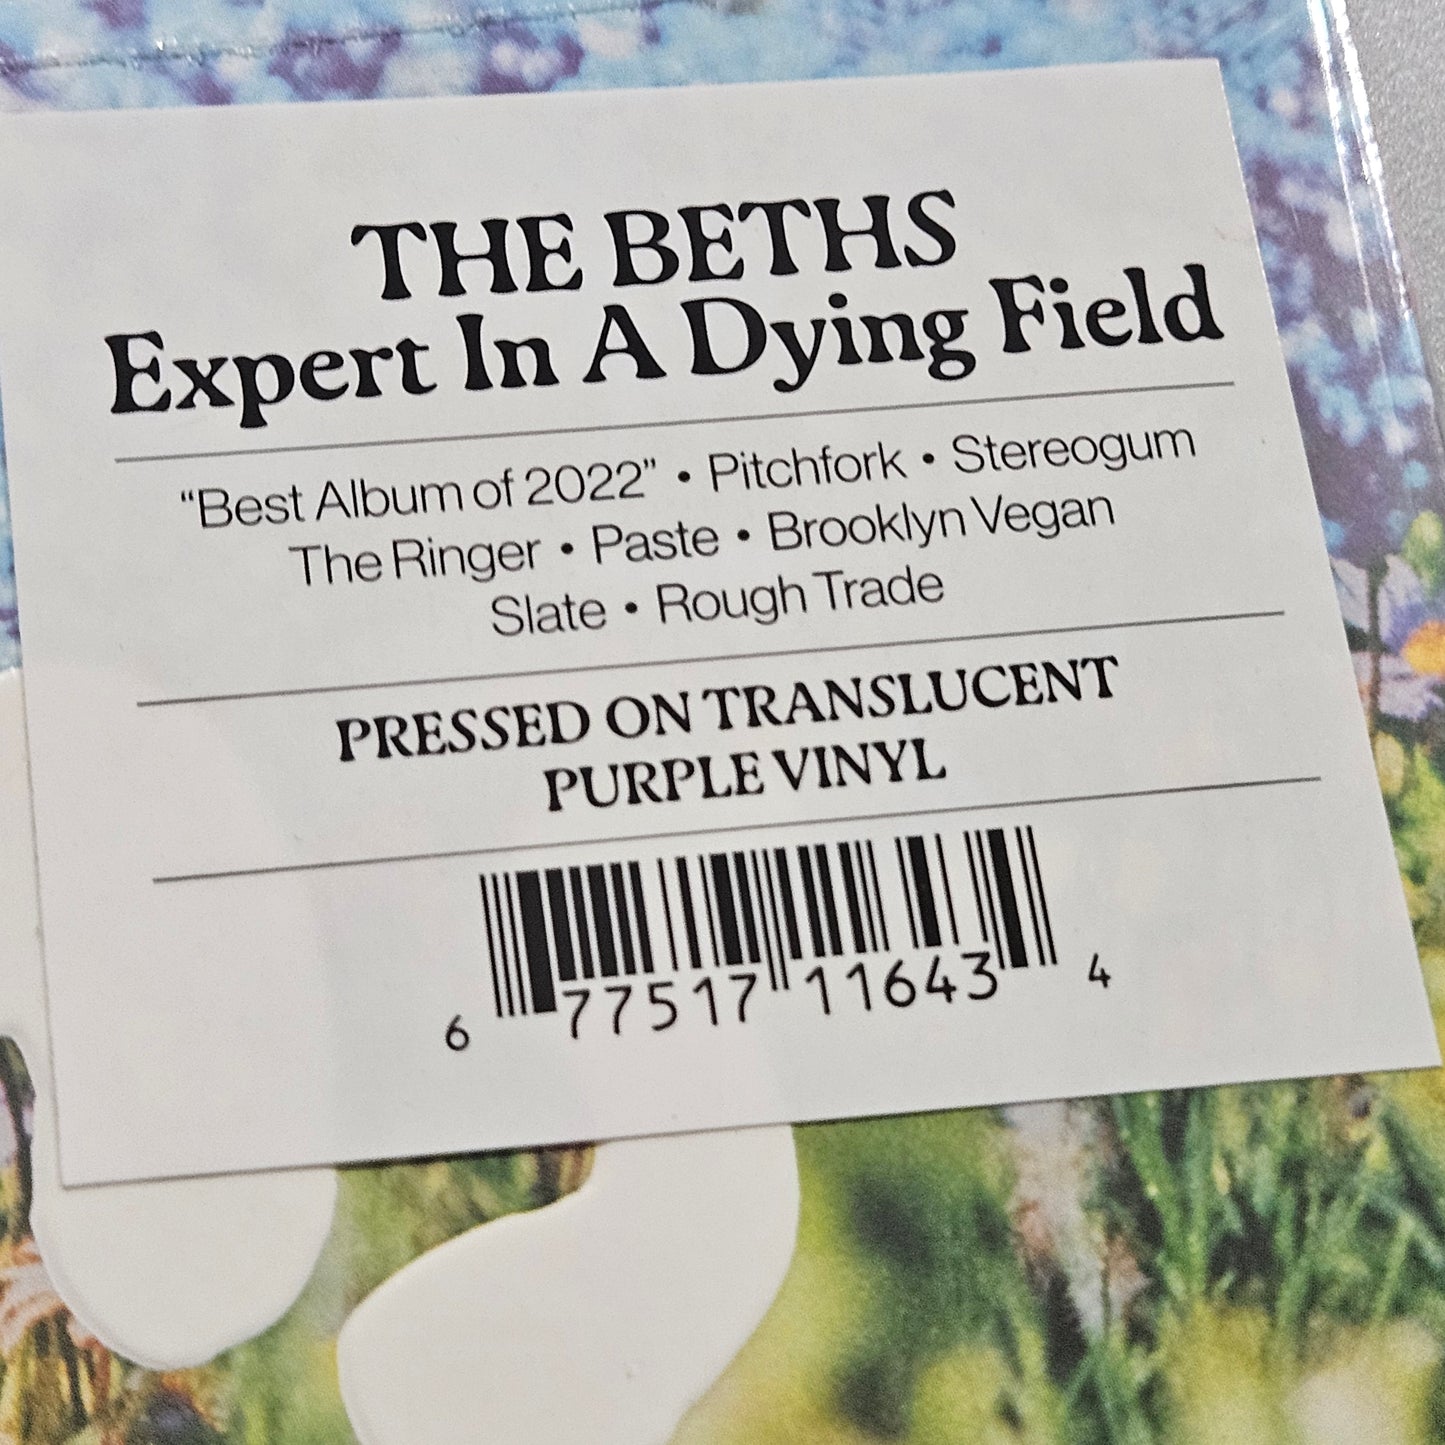 THE BETHS
Expert In A Dying Field
“Best Album of 2022” • Pitchfork • Stereogum
The Ringer • Paste • Brooklyn Vegan
Slate • Rough Trade
PRESSED ON TRANSLUCENT
PURPLE VINYL
6 77517 11643 4